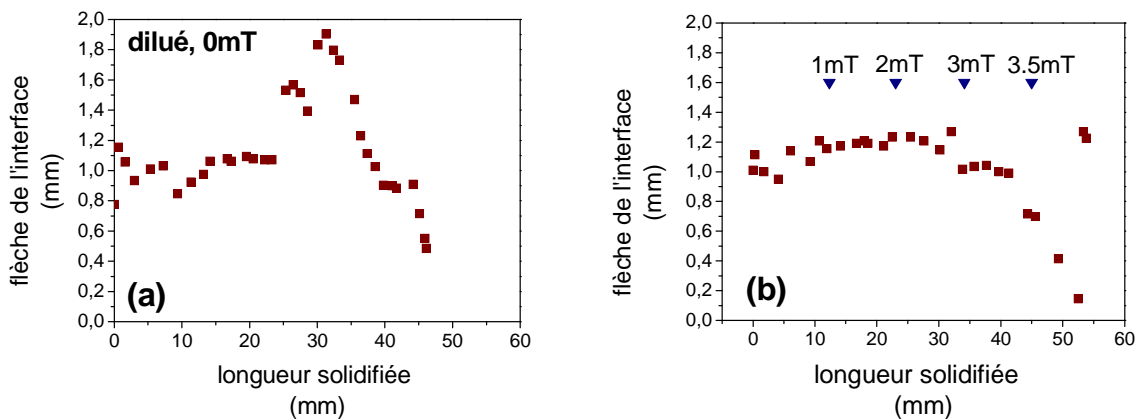 dilué, 0mT
2,0
1,8
1,6
1,4
1,2
1,0
0,8
0,6
0,4
0,2
0,0
flèche de l'interface
(mm)
(a)
0 10 20 30 40 50 60
longueur solidifiée
(mm)
1mT 2mT 3mT 3.5mT
2,0
1,8
1,6
1,4
1,2
1,0
0,8
0,6
0,4
0,2
0,0
flèche de l'interface
(mm)
(b)
0 10 20 30 40 50 60
longueur solidifiée
(mm)